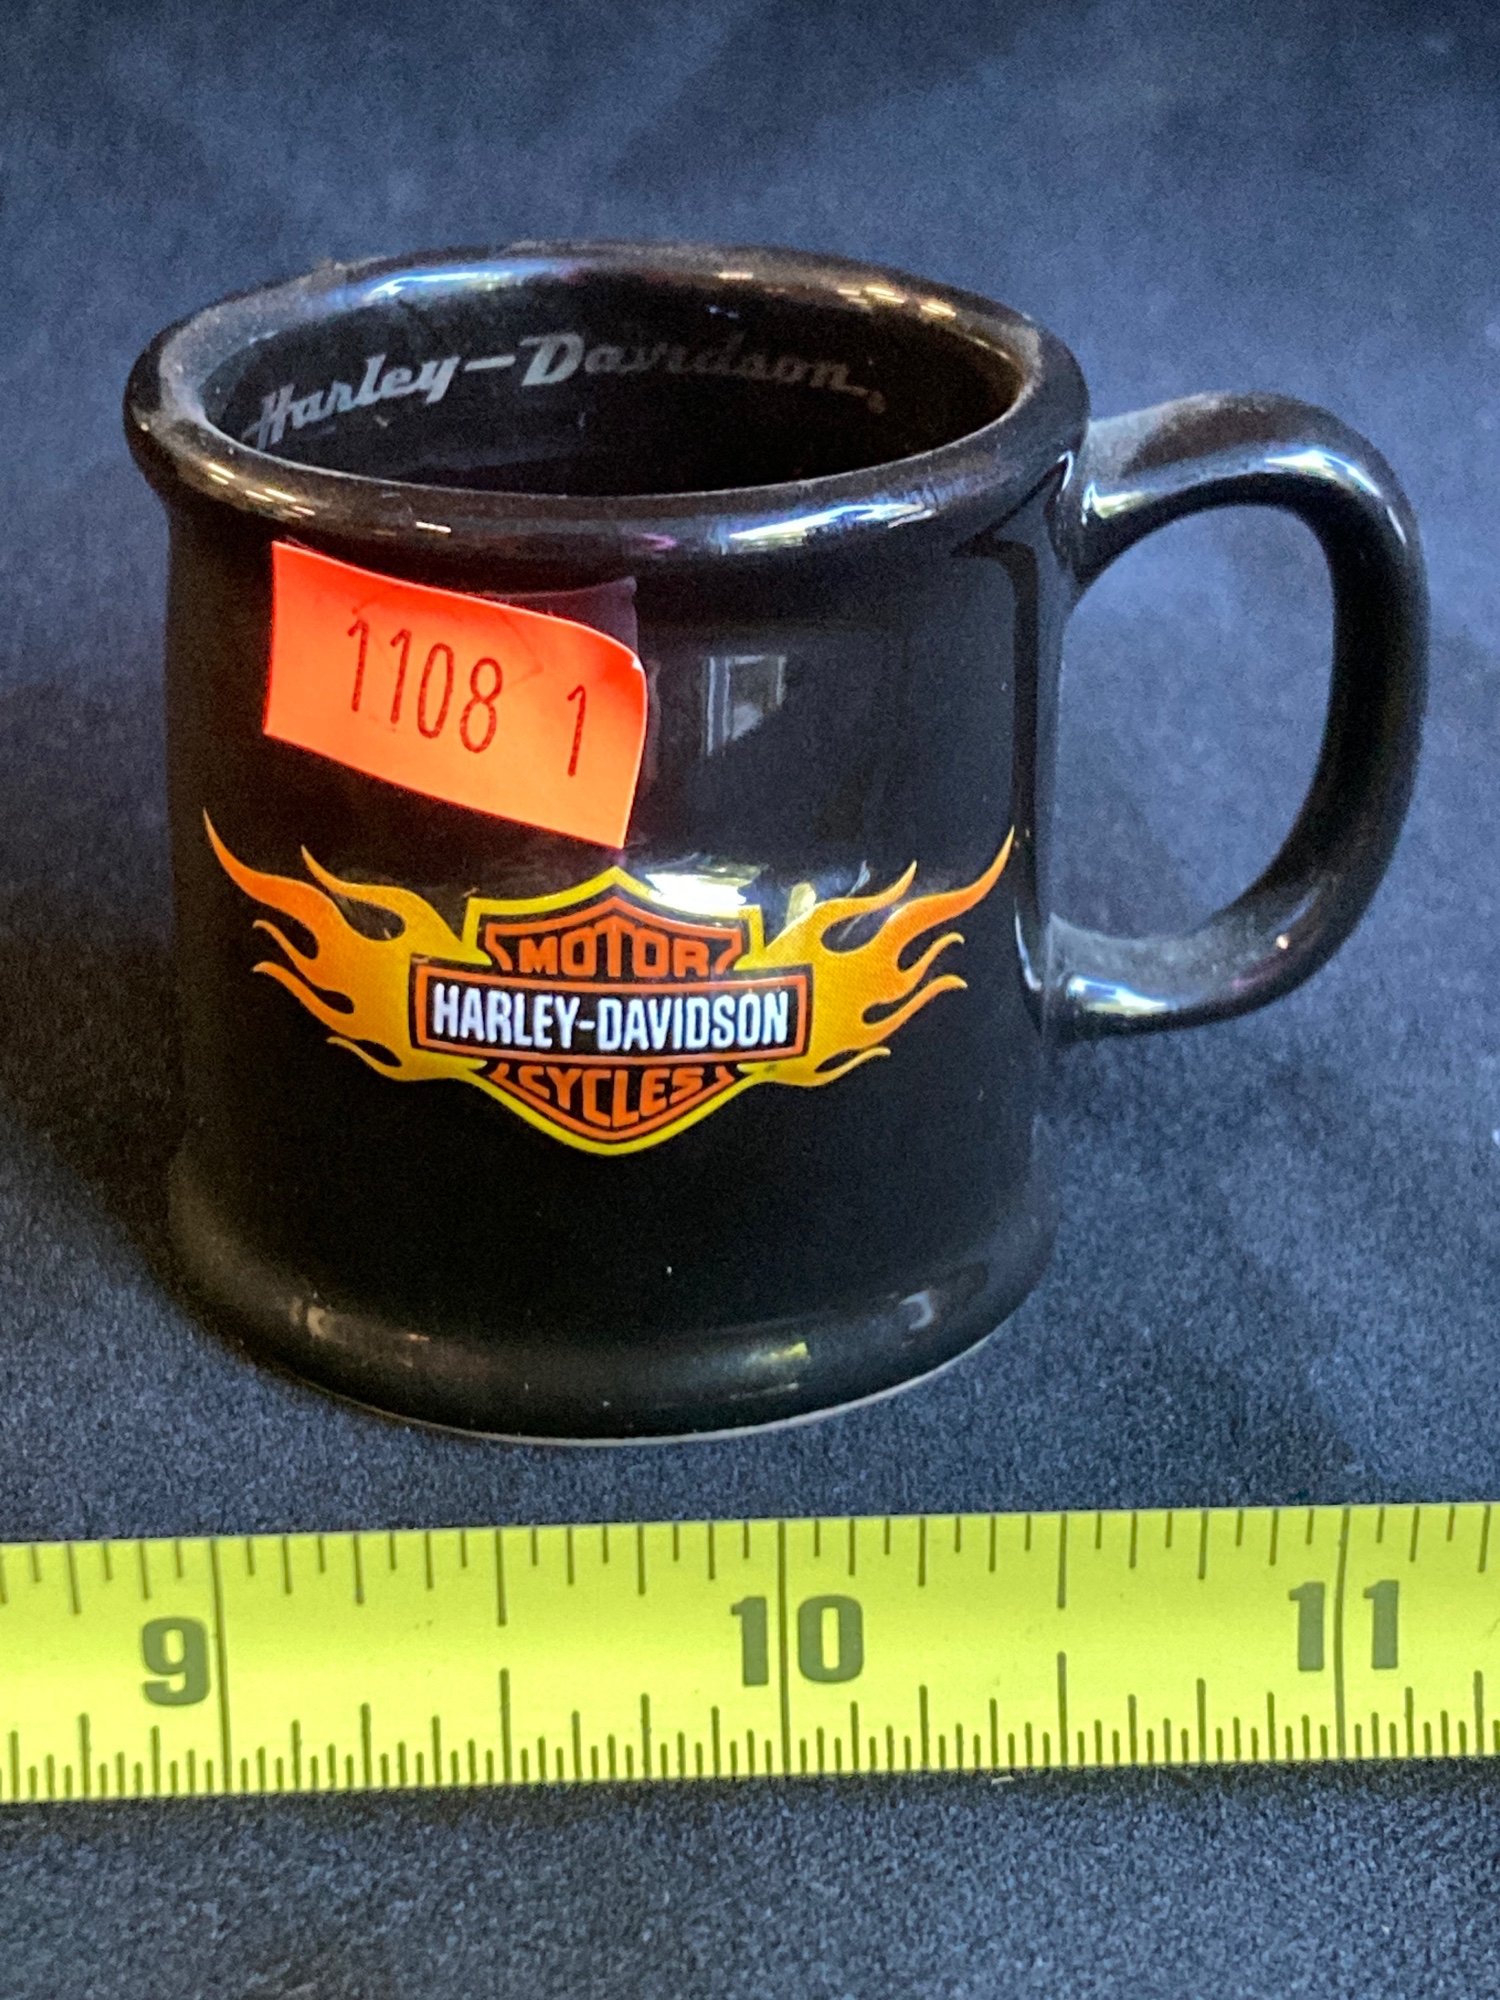 Harley-Davidson
1108 1
MOTOR
HARLEY-DAVIDSON
CYCLES
9 10 11